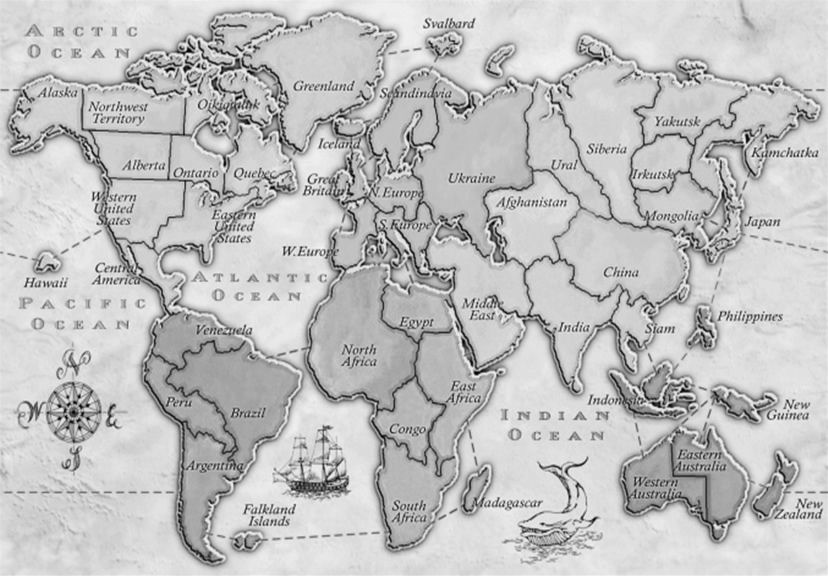 ARCTIC
OCEAN
Svalbard
Greenland
Alaska
Northwest
Territory
Scandinavia
Iceland
Alberta
Ontario
Quebec
Great
Britain
N.Europe
Ukraine
Ural
Siberia
Yakutsk
Kamchatka
Irkutsk
Mongolia
Japan
Afghanistan
Western
United
States
Eastern
United
States
S.Europe
W.Europe
China
Hawaii
Central
America
ATLANTIC
OCEAN
PACIFIC
OCEAN
Middle
East
India
Siam
Philippines
Venezuela
Egypt
North
Africa
East
Africa
N
W
E
S
Peru
Brazil
Congo
INDIAN
OCEAN
Indonesia
New
Guinea
Argentina
Eastern
Australia
Western
Australia
Falkland
Islands
South
Africa
Madagascar
New
Zealand